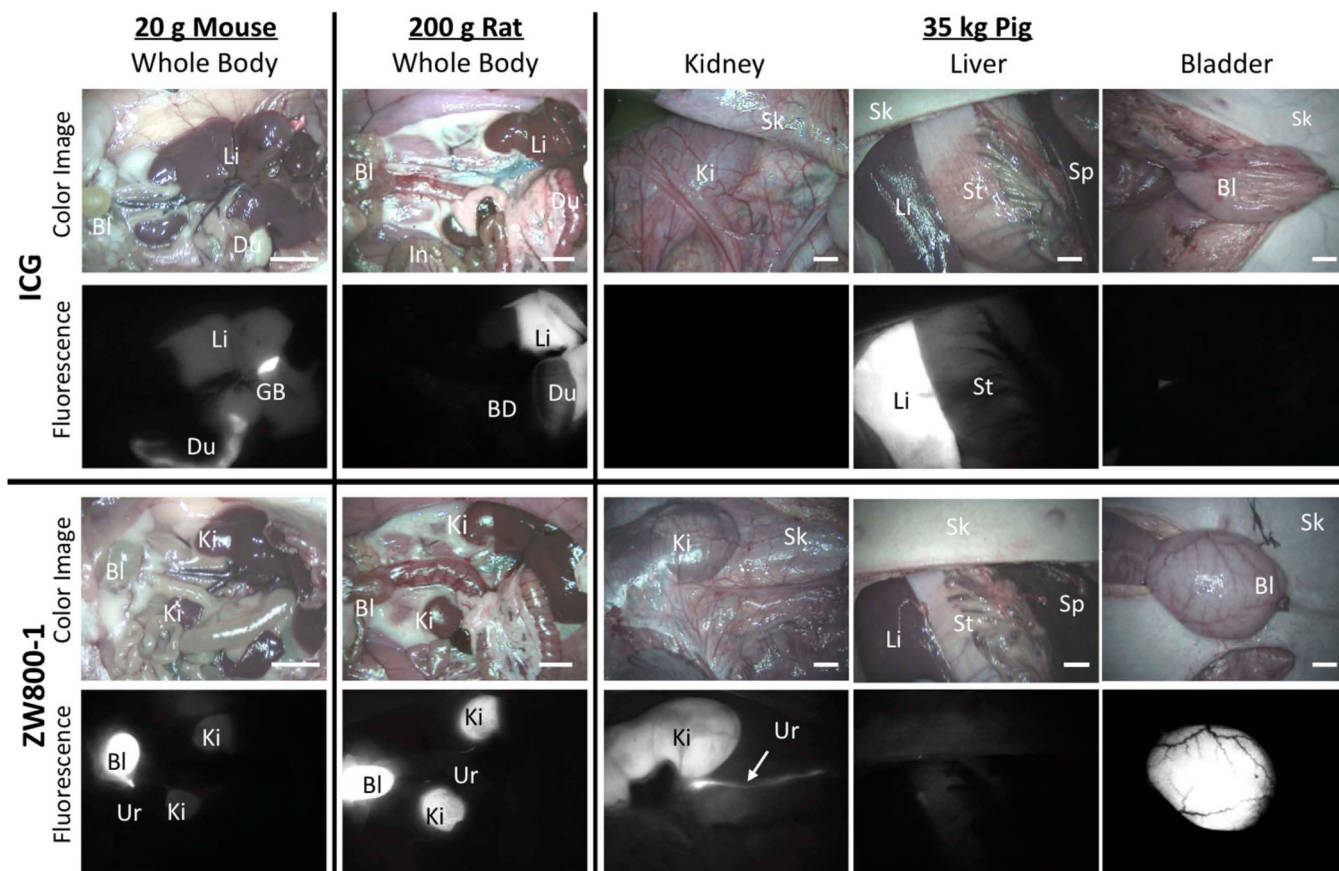 20 g Mouse
200 g Rat
35 kg Pig
Whole Body
Whole Body
Kidney
Liver
Bladder
ICG
Color Image
Li
Bl
Du
Li
Bl
Du
In
Sk
Ki
Sk
Li
St
Sp
Sk
Bl
Fluorescence
Li
GB
Du
Li
Du
BD
Li
St
ZW800-1
Color Image
Ki
Bl
Ki
Ki
Bl
Ki
Ki
Sk
Sk
Li
St
Sp
Sk
Bl
Fluorescence
Bl
Ki
Ur
Ki
Ki
Bl
Ur
Ki
Ki
Ur